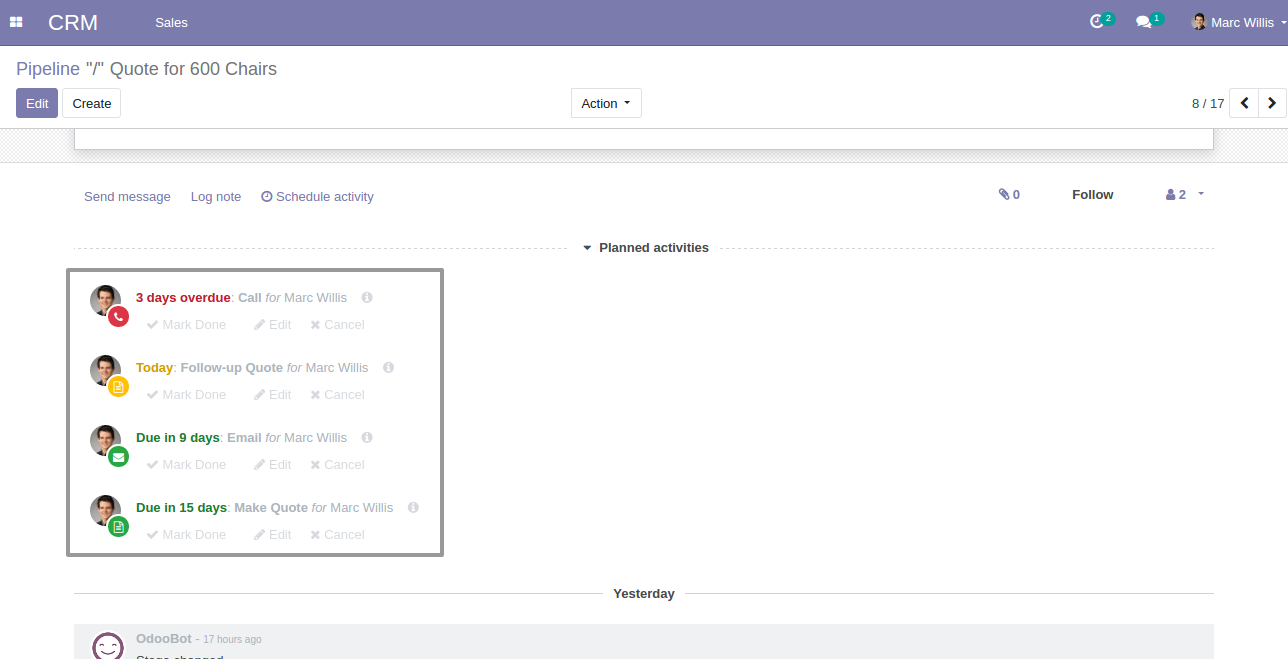 CRM Sales 2 1 Marc Willis
Pipeline "/" Quote for 600 Chairs
Edit Create Action 8 / 17
Send message Log note Schedule activity 0 Follow 2
Planned activities
3 days overdue: Call for Marc Willis
Mark Done Edit Cancel
Today: Follow-up Quote for Marc Willis
Mark Done Edit Cancel
Due in 9 days: Email for Marc Willis
Mark Done Edit Cancel
Due in 15 days: Make Quote for Marc Willis
Mark Done Edit Cancel
Yesterday
OdooBot - 17 hours ago
Stage changed